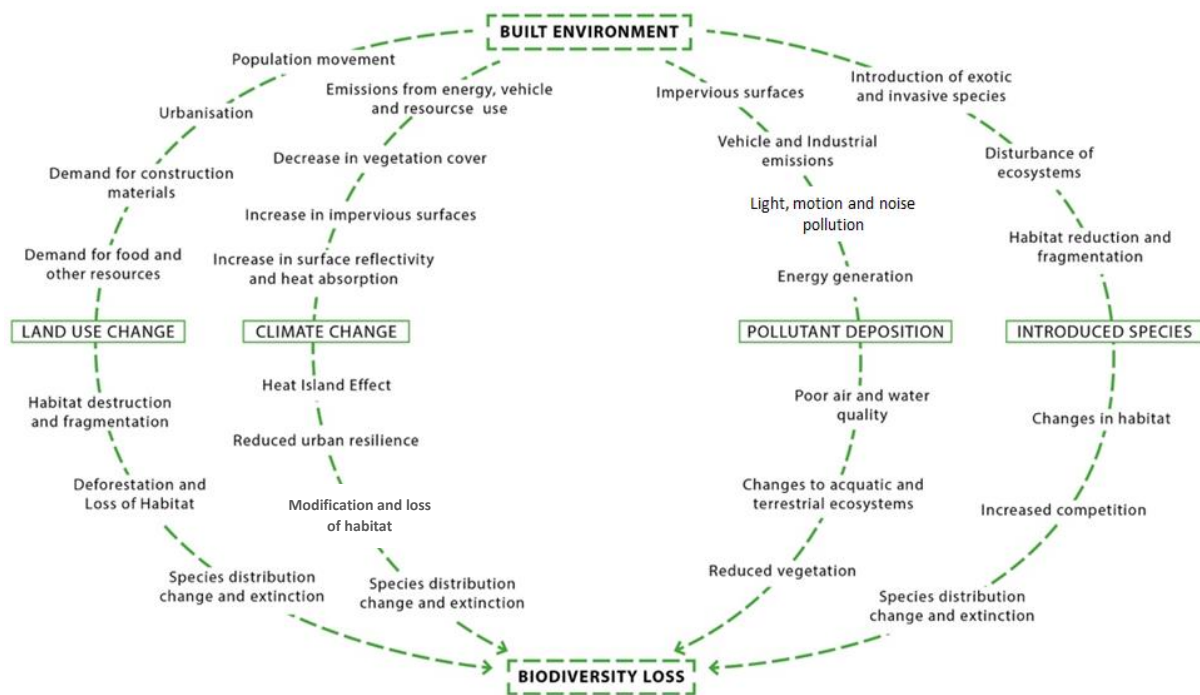 BUILT ENVIRONMENT
Population movement
Urbanisation
Demand for construction
materials
Demand for food and
other resources
LAND USE CHANGE
Habitat destruction
and fragmentation
Deforestation and
Loss of Habitat
Species distribution
change and extinction
Emissions from energy, vehicle
and resourcse use
Decrease in vegetation cover
Increase in impervious surfaces
Increase in surface reflectivity
and heat absorption
CLIMATE CHANGE
Heat Island Effect
Reduced urban resilience
Modification and loss
of habitat
Species distribution
change and extinction
Impervious surfaces
Vehicle and Industrial
emissions
Light, motion and noise
pollution
Energy generation
POLLUTANT DEPOSITION
Poor air and water
quality
Changes to acquatic and
terrestrial ecosystems
Reduced vegetation
Introduction of exotic
and invasive species
Disturbance of
ecosystems
Habitat reduction and
fragmentation
INTRODUCED SPECIES
Changes in habitat
Increased competition
Species distribution
change and extinction
BIODIVERSITY LOSS